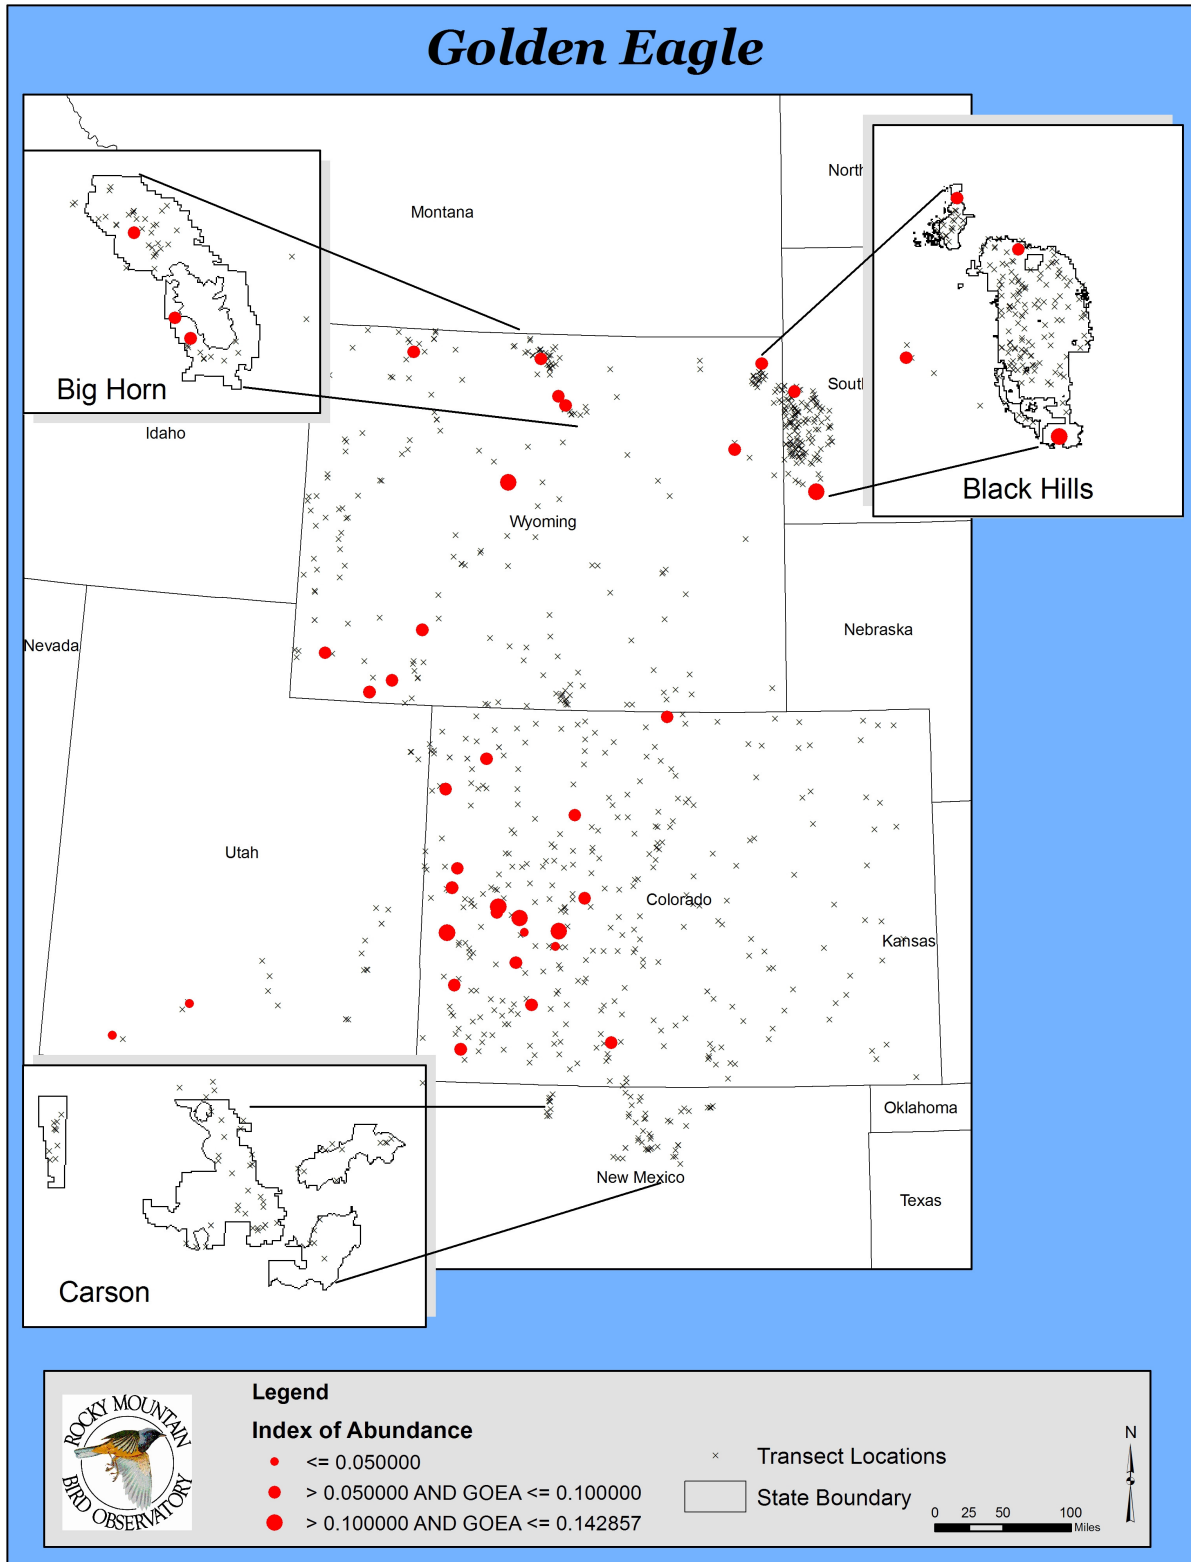 Golden Eagle
Montana
North
South
Big Horn
Idaho
Black Hills
Wyoming
Nebraska
Nevada
Utah
Colorado
Kansas
Oklahoma
New Mexico
Texas
Carson
Legend
Index of Abundance
<= 0.050000
> 0.050000 AND GOEA <= 0.100000
> 0.100000 AND GOEA <= 0.142857
Transect Locations
State Boundary
ROCKY MOUNTAIN
BIRD OBSERVATORY
N
0 25 50 100
Miles